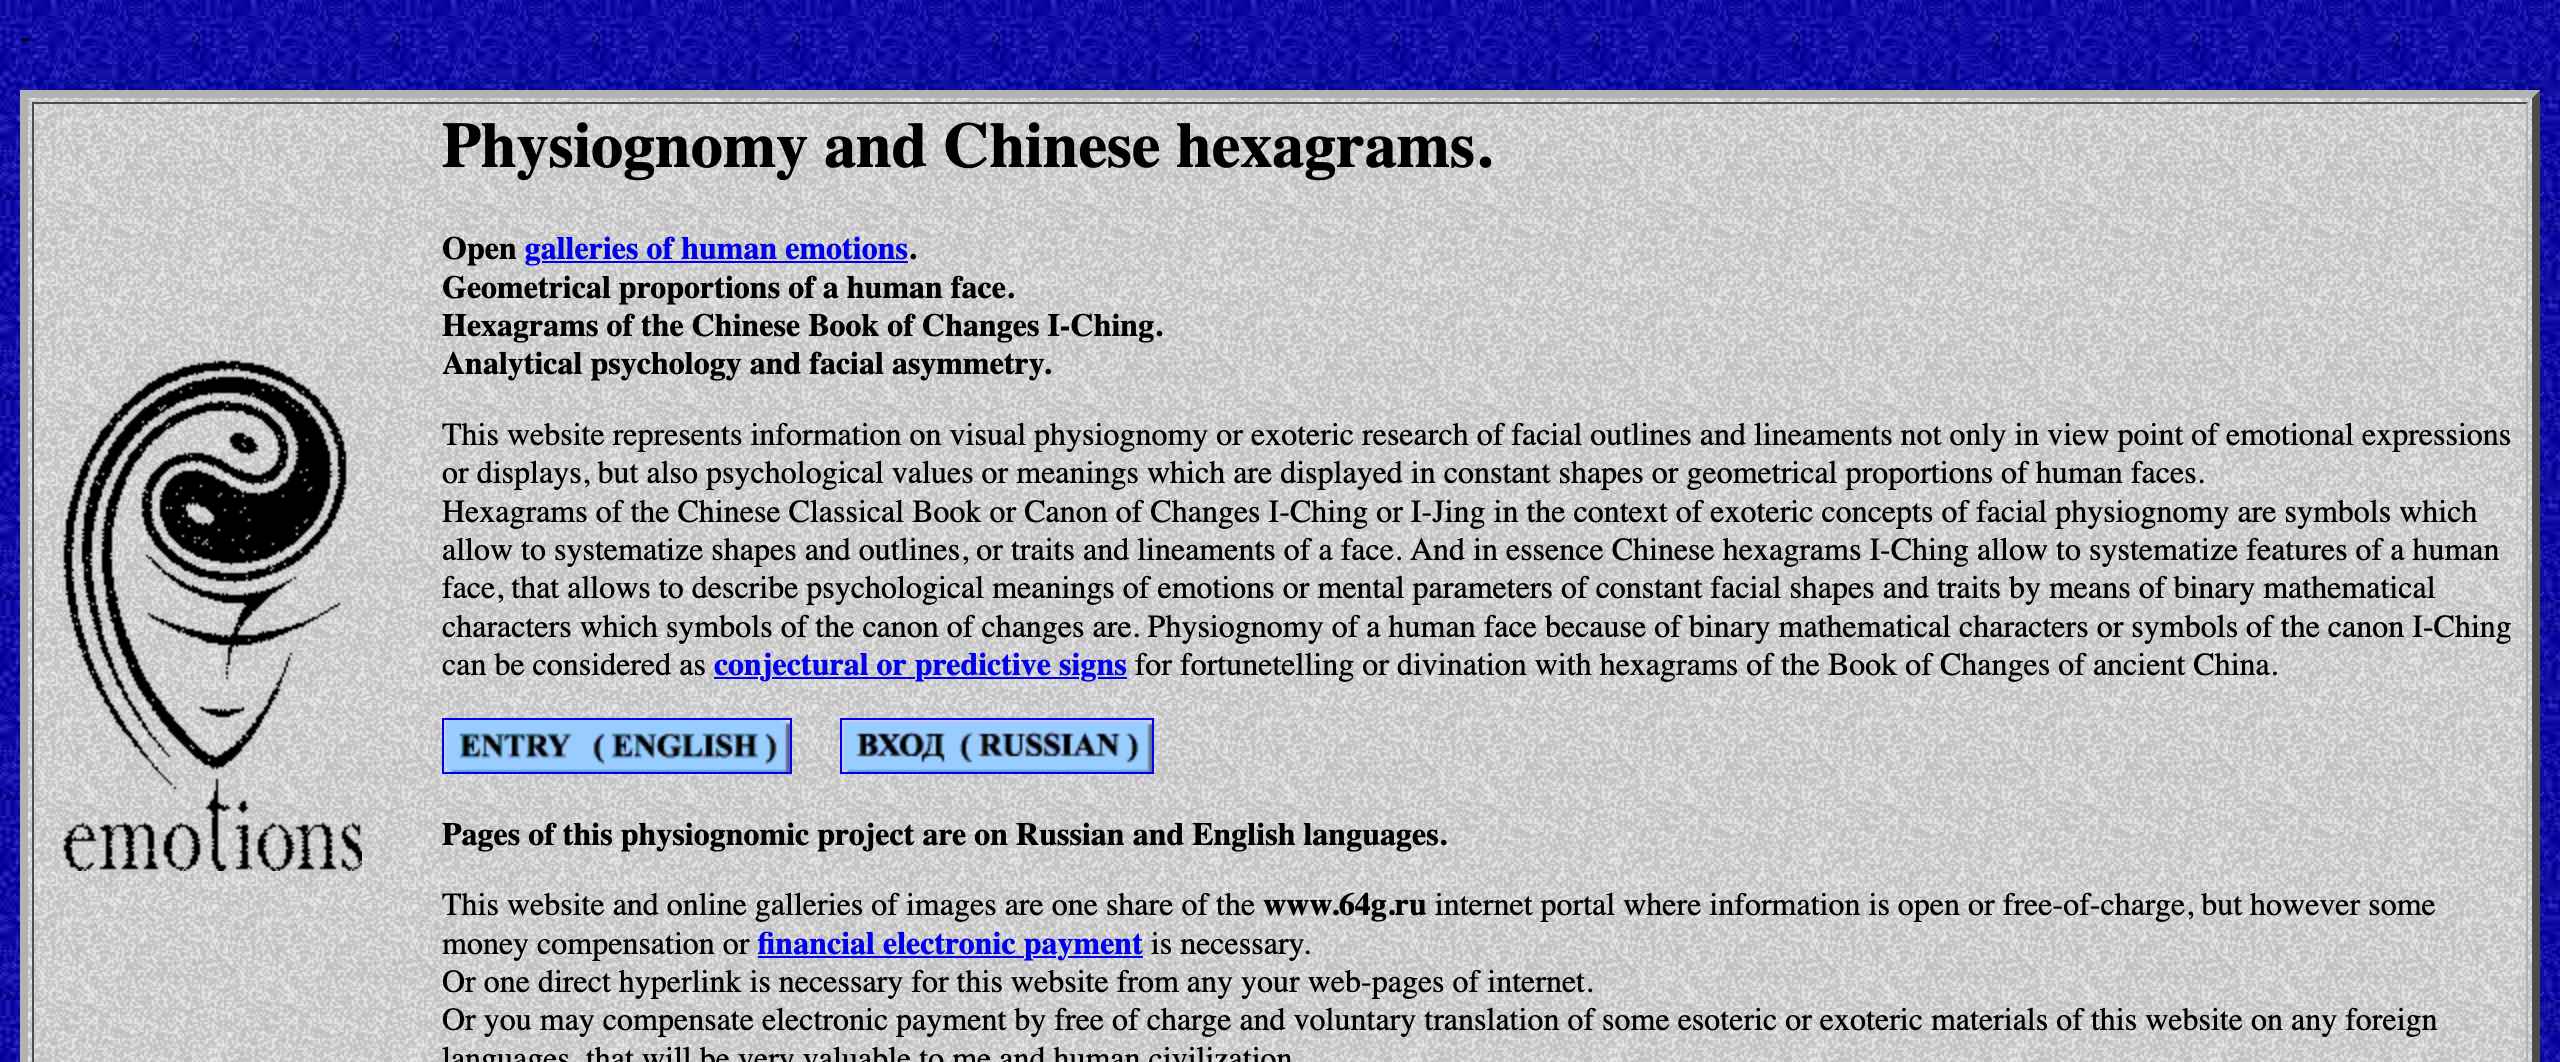 Physiognomy and Chinese hexagrams.
Open galleries of human emotions.
Geometrical proportions of a human face.
Hexagrams of the Chinese Book of Changes I-Ching.
Analytical psychology and facial asymmetry.
This website represents information on visual physiognomy or exoteric research of facial outlines and lineaments not only in view point of emotional expressions
or displays, but also psychological values or meanings which are displayed in constant shapes or geometrical proportions of human faces.
Hexagrams of the Chinese Classical Book or Canon of Changes I-Ching or I-Jing in the context of exoteric concepts of facial physiognomy are symbols which
allow to systematize shapes and outlines, or traits and lineaments of a face. And in essence Chinese hexagrams I-Ching allow to systematize features of a human
face, that allows to describe psychological meanings of emotions or mental parameters of constant facial shapes and traits by means of binary mathematical
characters which symbols of the canon of changes are. Physiognomy of a human face because of binary mathematical characters or symbols of the canon I-Ching
can be considered as conjectural or predictive signs for fortunetelling or divination with hexagrams of the Book of Changes of ancient China.
ENTRY ( ENGLISH ) ВХОД ( RUSSIAN )
emotions
Pages of this physiognomic project are on Russian and English languages.
This website and online galleries of images are one share of the www.64g.ru internet portal where information is open or free-of-charge, but however some
money compensation or financial electronic payment is necessary.
Or one direct hyperlink is necessary for this website from any your web-pages of internet.
Or you may compensate electronic payment by free of charge and voluntary translation of some esoteric or exoteric materials of this website on any foreign
languages, that will be very valuable to me and human civilization.